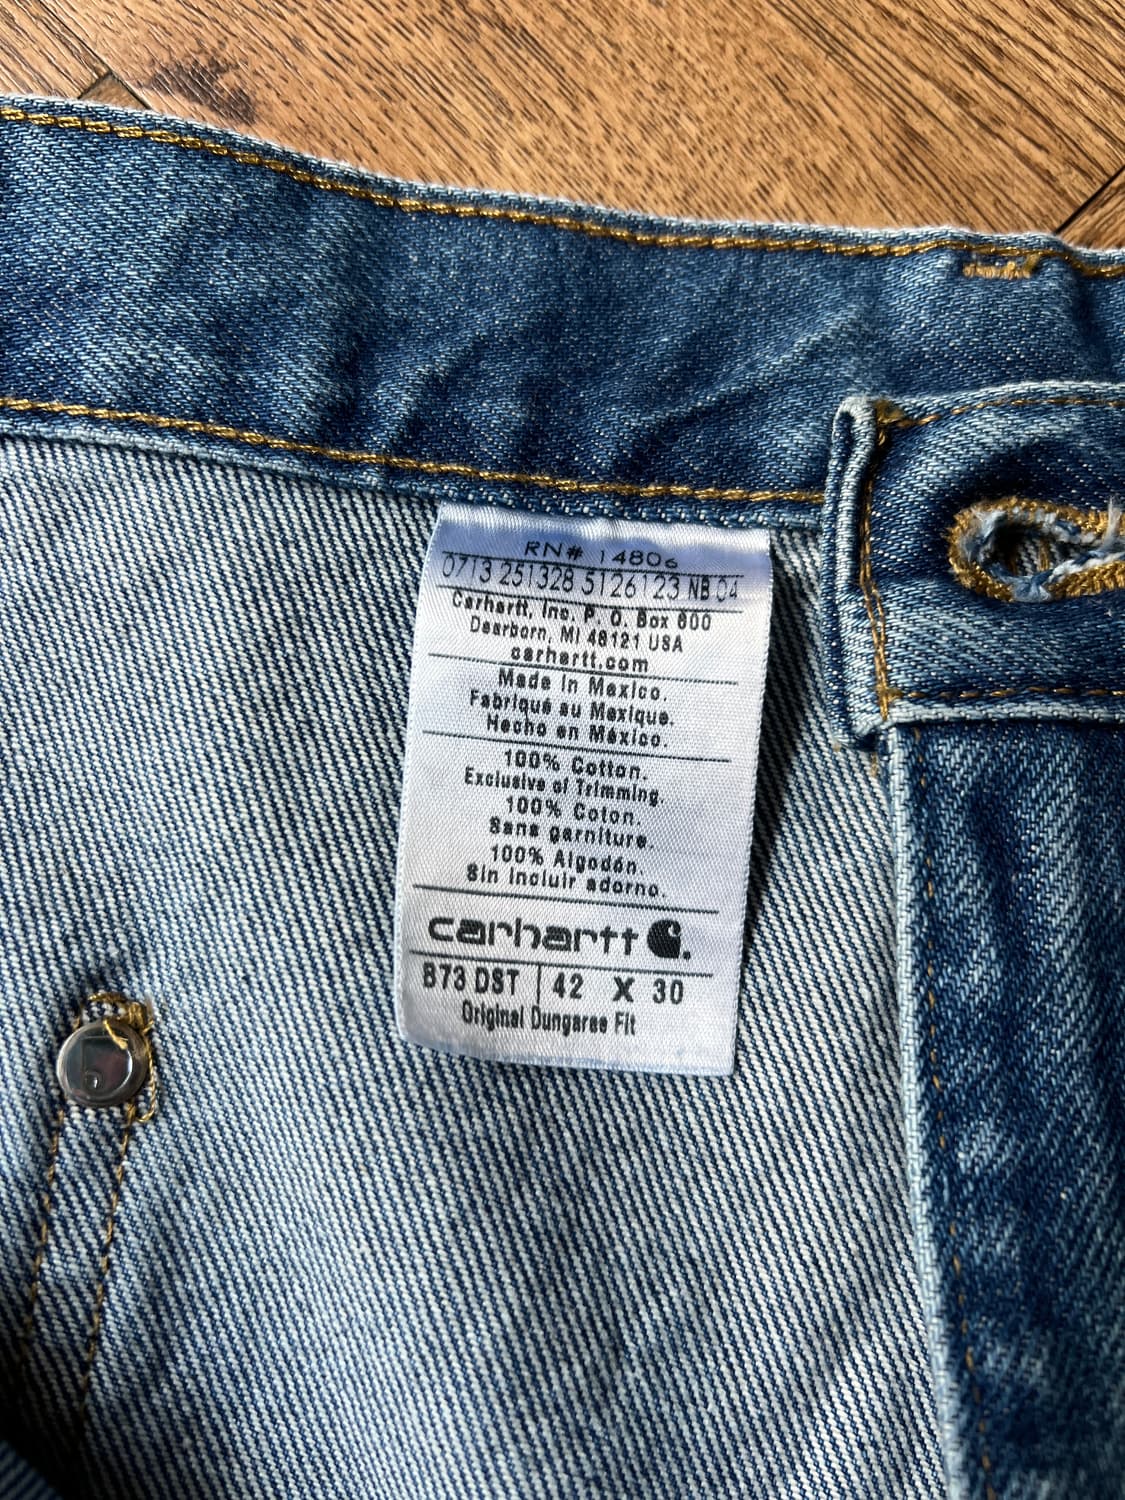 RN# 14806
0713 251328 5126123 NB 04
Carhartt, Inc. P. O. Box 600
Dearborn, MI 48121 USA
carhartt.com
Made in Mexico.
Fabriqué au Mexique.
Hecho en México.
100% Cotton.
Exclusive of Trimming.
100% Coton.
Sans garniture.
100% Algodón.
Sin incluir adorno.
carhartt
B73 DST | 42 X 30
Original Dungaree Fit